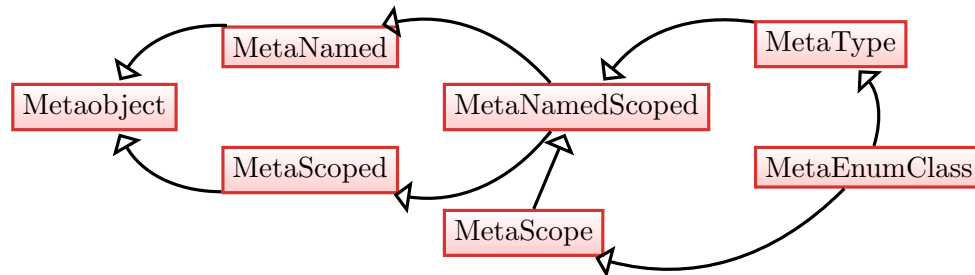 MetaNamed
MetaType
Metaobject
MetaNamedScoped
MetaScoped
MetaEnumClass
MetaScope